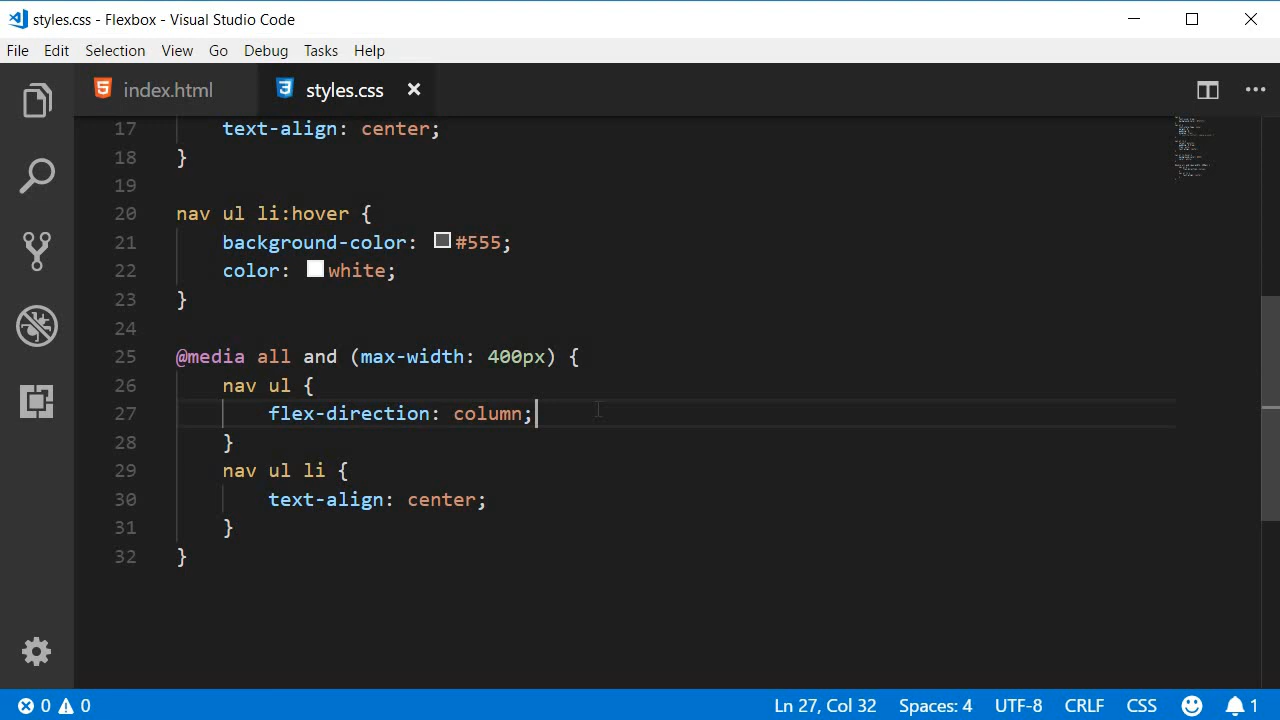 styles.css - Flexbox - Visual Studio Code
File Edit Selection View Go Debug Tasks Help
index.html styles.css
17 text-align: center;
18 }
19
20 nav ul li:hover {
21 background-color: #555;
22 color: white;
23 }
24
25 @media all and (max-width: 400px) {
26 nav ul {
27 flex-direction: column;
28 }
29 nav ul li {
30 text-align: center;
31 }
32 }
0 0 Ln 27, Col 32 Spaces: 4 UTF-8 CRLF CSS 1